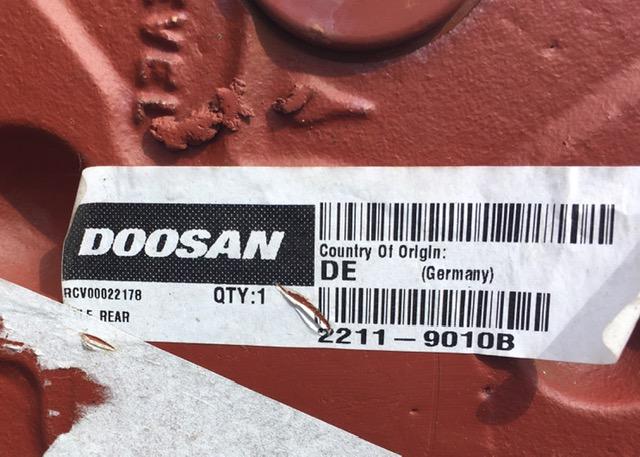 DOOSAN
Country Of Origin:
DE (Germany)
RCV00022178 QTY:1
REAR
2211-9010B